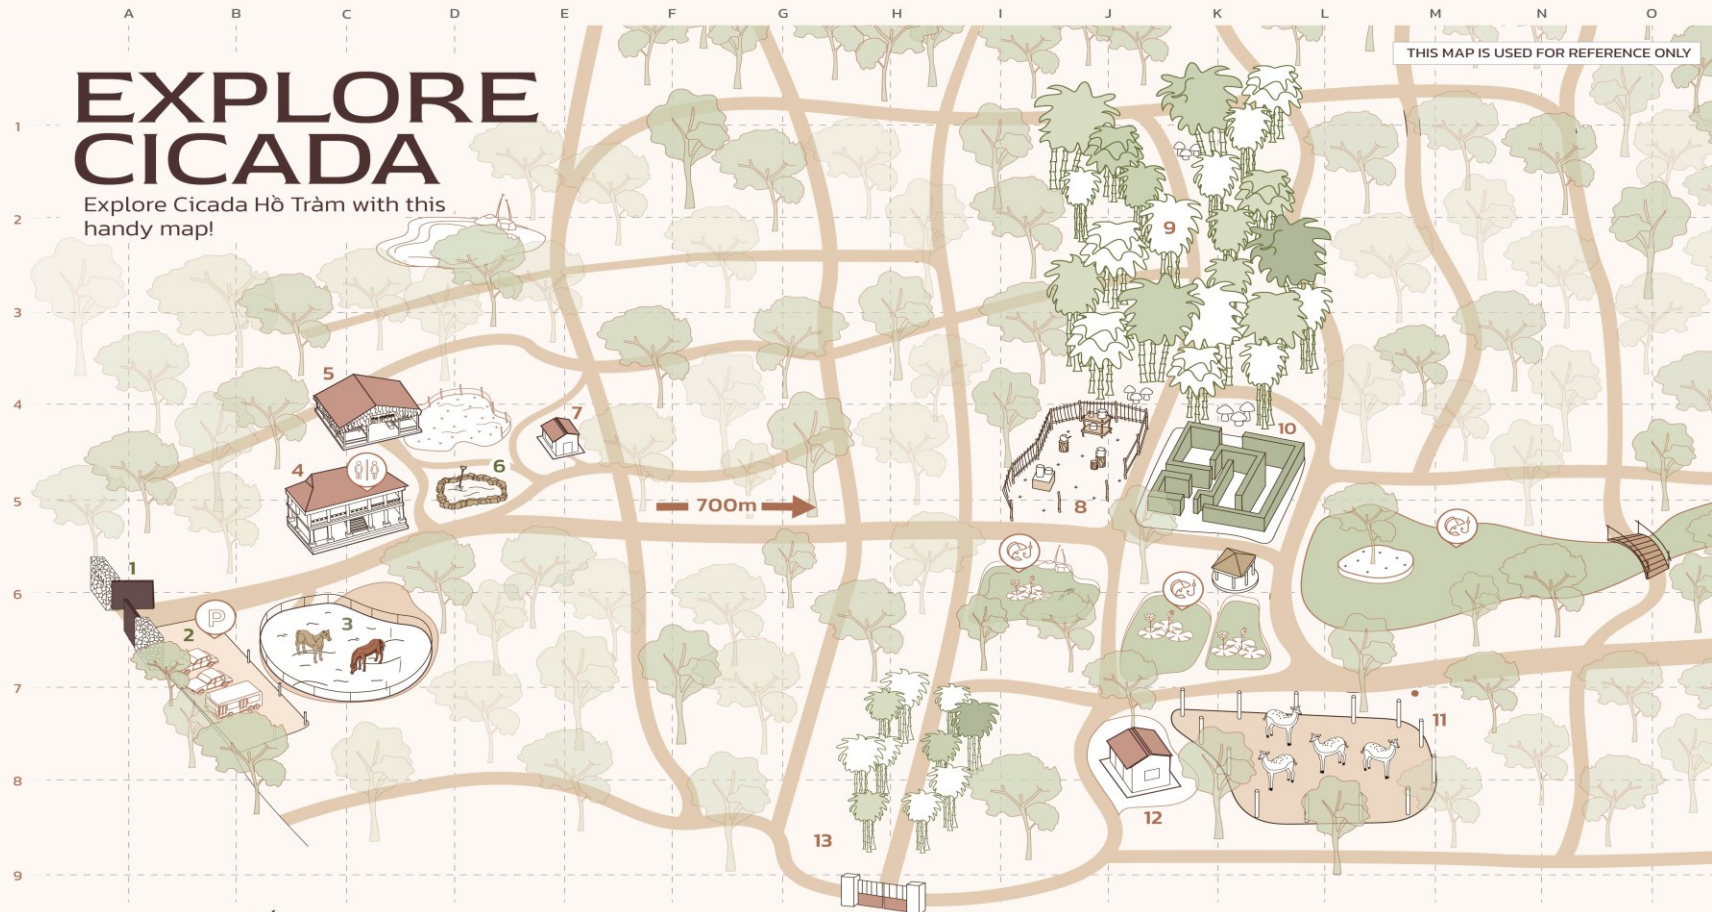 A B C D E F G H I J K L M N O
THIS MAP IS USED FOR REFERENCE ONLY
EXPLORE
CICADA
Explore Cicada Hồ Tràm with this
handy map!
1
2
9
3
5
4
7
10
4
6
5
700m
8
1
6
P
2
3
7
11
8
12
13
9